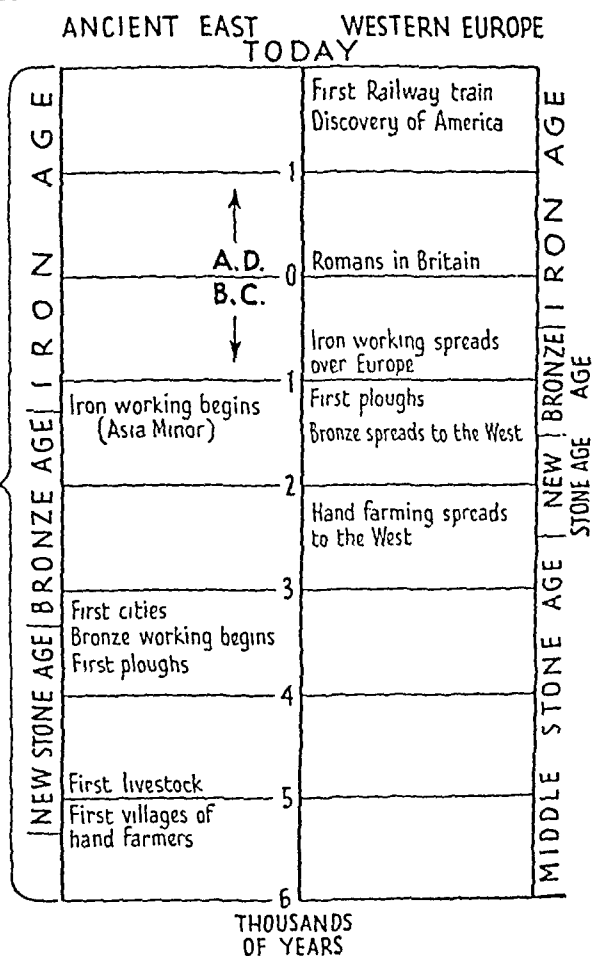 ANCIENT EAST WESTERN EUROPE
TODAY
First Railway train
Discovery of America
1
A.D.
0
B.C.
Romans in Britain
Iron working spreads
over Europe
1
Iron working begins
(Asia Minor)
First ploughs
Bronze spreads to the West
2
Hand farming spreads
to the West
3
First cities
Bronze working begins
First ploughs
4
First livestock
5
First villages of
hand farmers
6
THOUSANDS
OF YEARS
IRON AGE
BRONZE AGE
NEW STONE AGE
IRON AGE
BRONZE
AGE
NEW
STONE AGE
MIDDLE STONE AGE